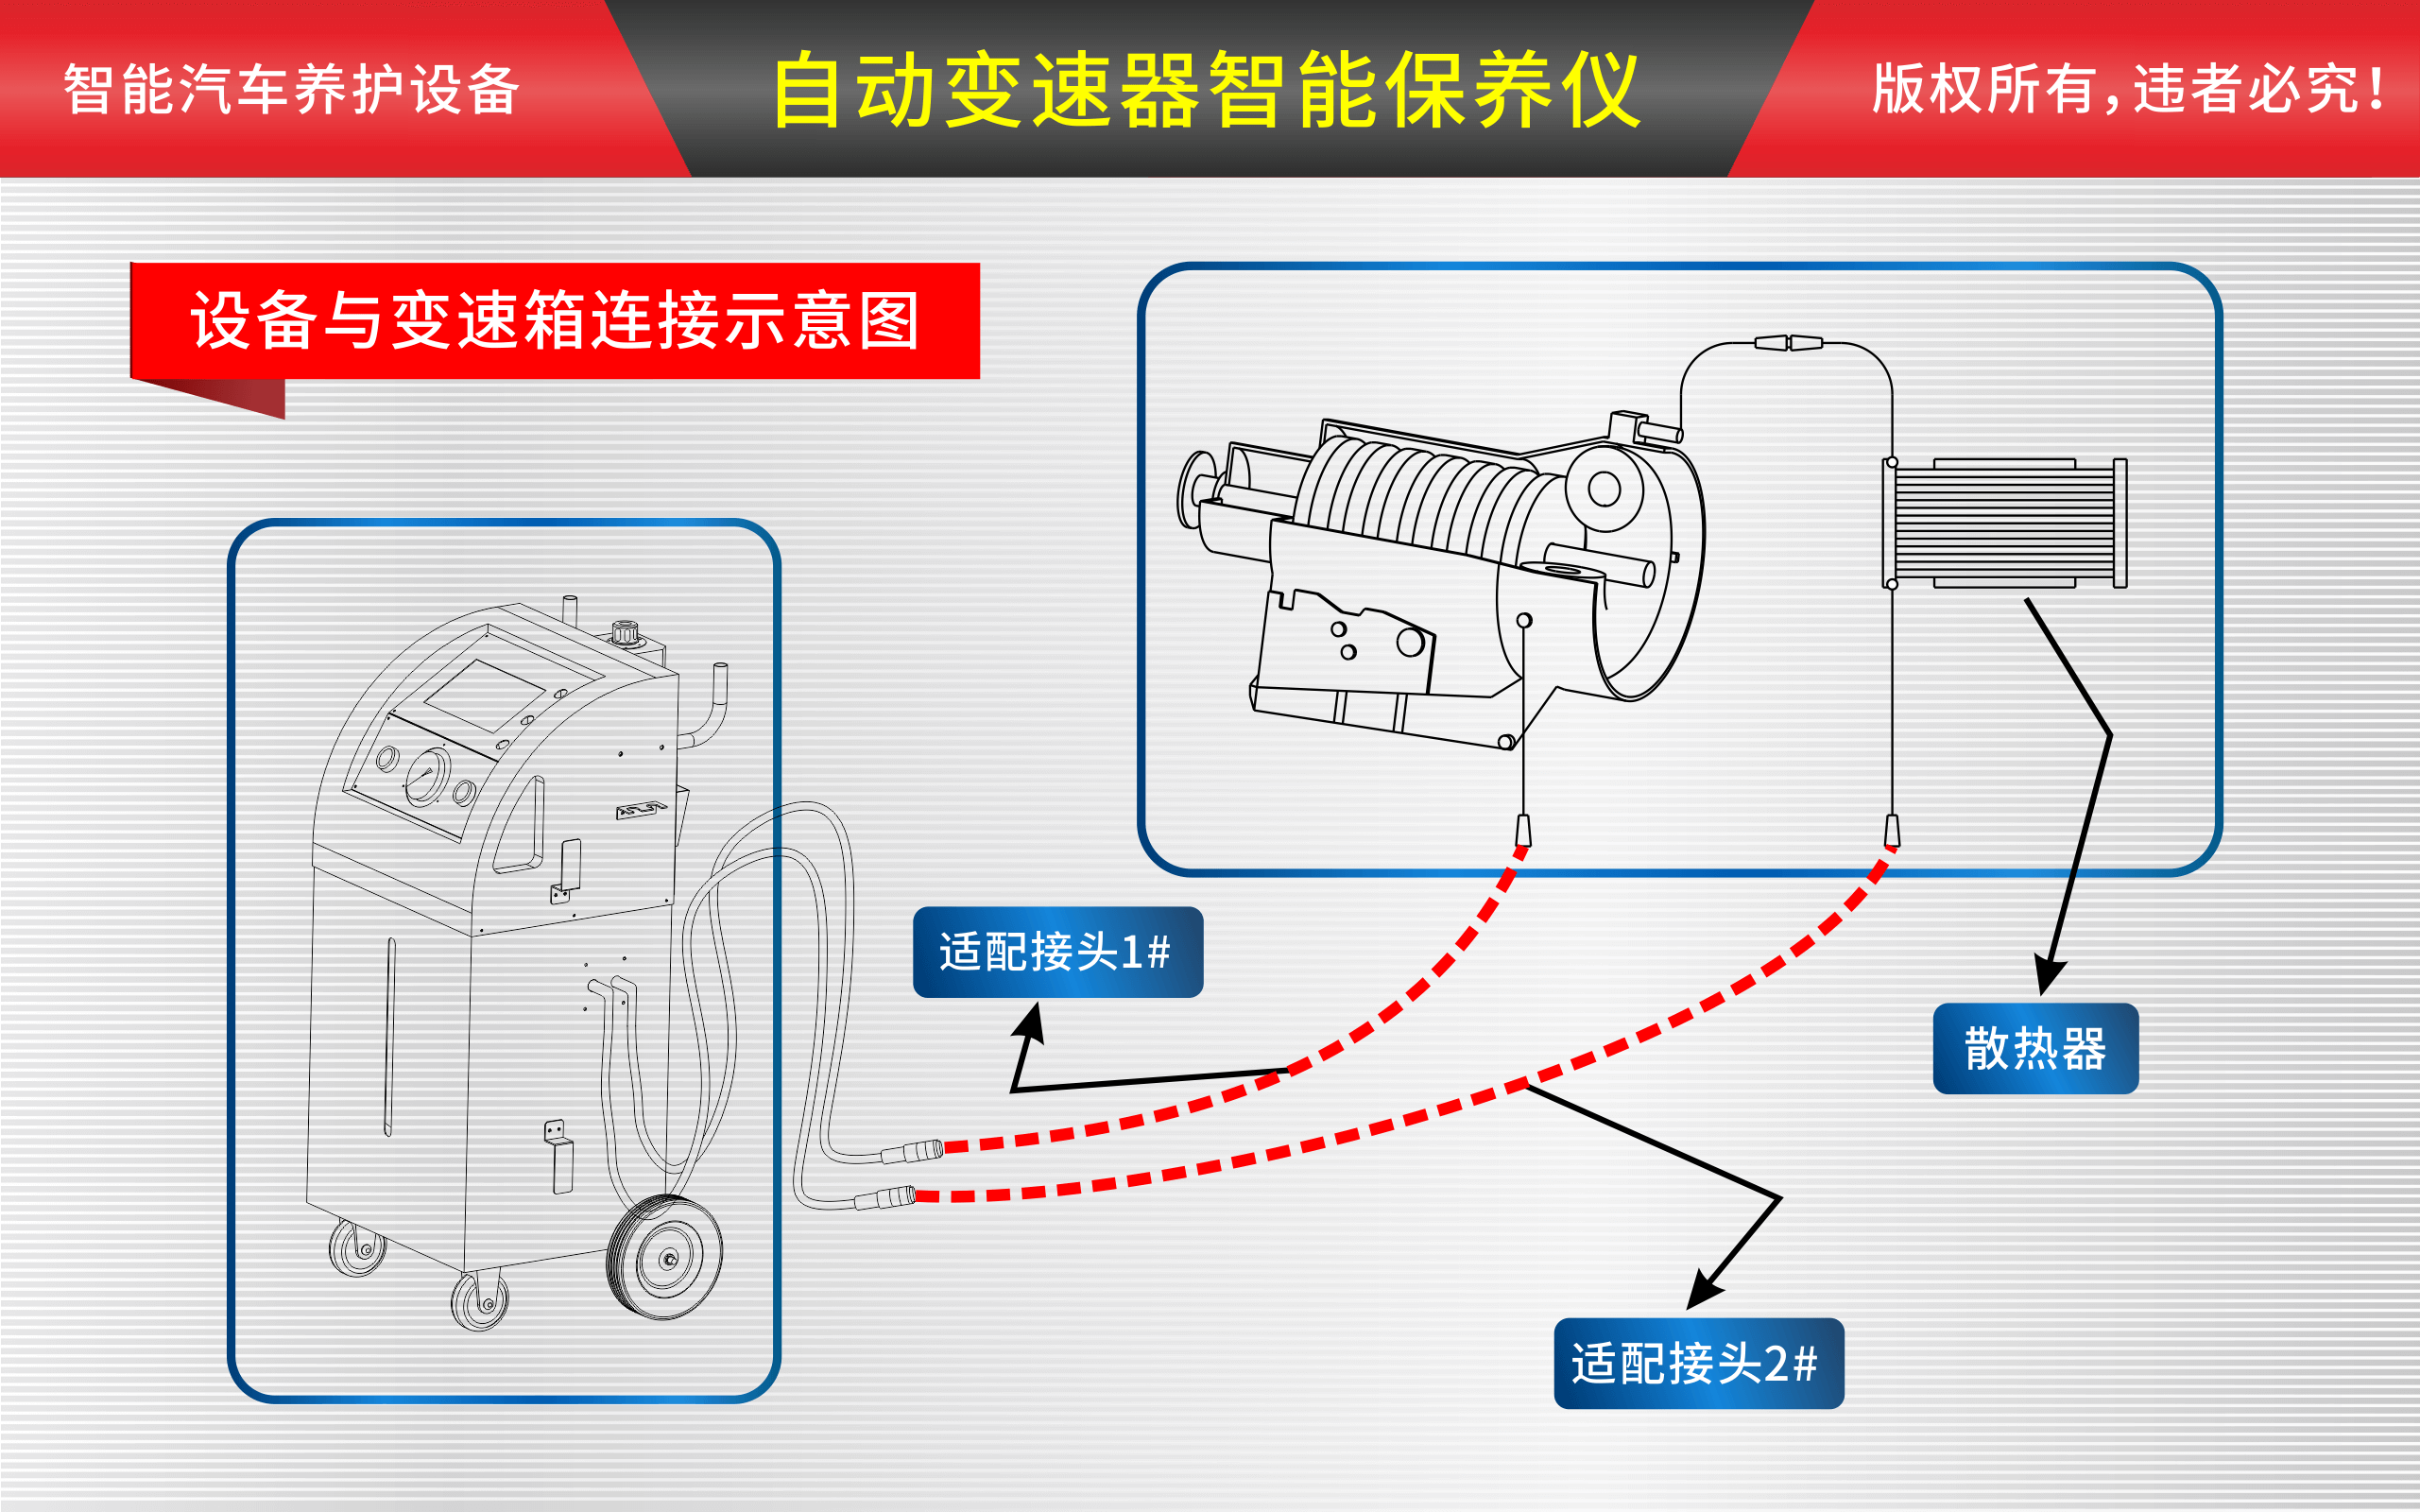 智能汽车养护设备
自动变速器智能保养仪
版权所有,违者必究!
设备与变速箱连接示意图
适配接头1#
散热器
适配接头2#